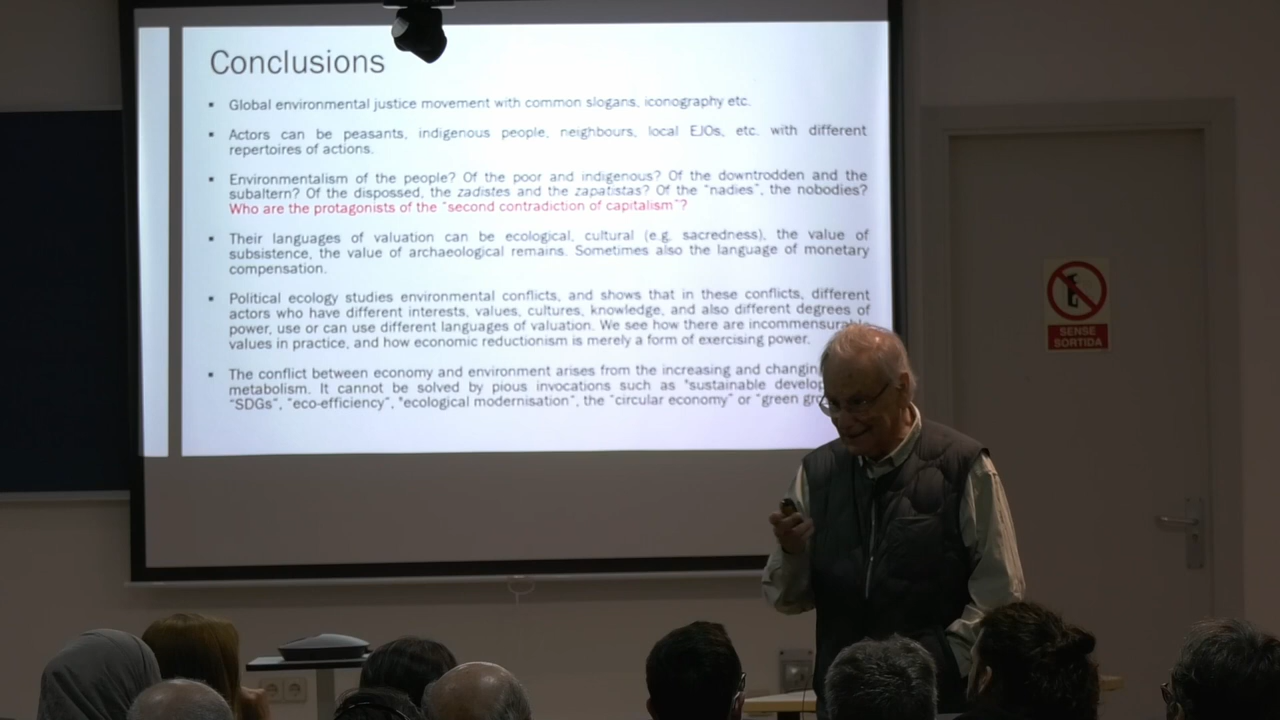 Conclusions
▪ Global environmental justice movement with common slogans, iconography etc.
▪ Actors can be peasants, indigenous people, neighbours, local EJOs, etc. with different
repertoires of actions.
▪ Environmentalism of the people? Of the poor and indigenous? Of the downtrodden and the
subaltern? Of the dispossed, the zadistes and the zapatistas? Of the “nadies”, the nobodies?
Who are the protagonists of the “second contradiction of capitalism”?
▪ Their languages of valuation can be ecological, cultural (e.g. sacredness), the value of
subsistence, the value of archaeological remains. Sometimes also the language of monetary
compensation.
▪ Political ecology studies environmental conflicts, and shows that in these conflicts, different
actors who have different interests, values, cultures, knowledge, and also different degrees of
power, use or can use different languages of valuation. We see how there are
values in practice, and how economic reductionism is merely a form of exercising power.
▪ The conflict between economy and environment arises from the increasing and
metabolism. It cannot be solved by pious invocations such as "sustainable
“SDGs”, “eco-efficiency”, "ecological modernisation", the “circular economy” or “green
SENSE
SORTIDA